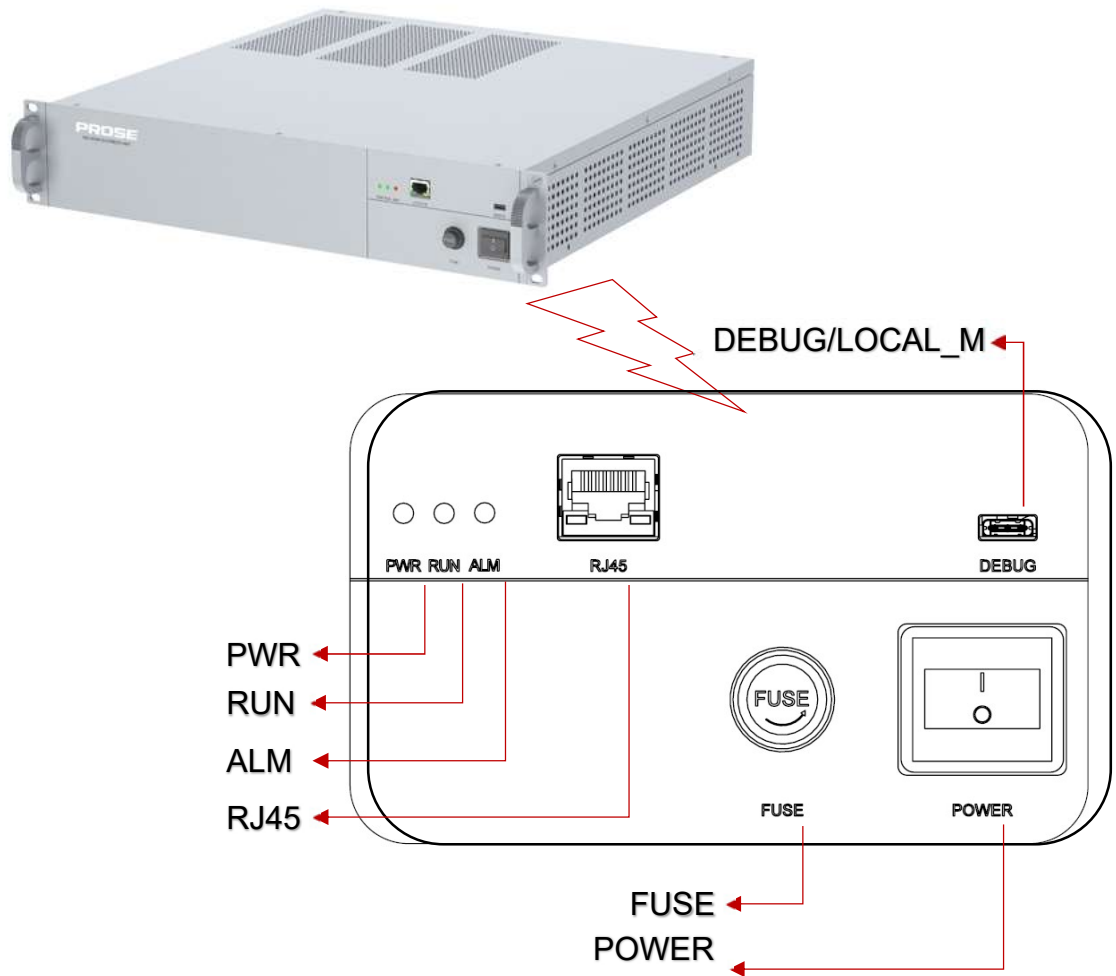 PROSE
DEBUG/LOCAL_M
PWR RUN ALM
RJ45
DEBUG
PWR
RUN
ALM
RJ45
FUSE
FUSE
POWER
FUSE
POWER